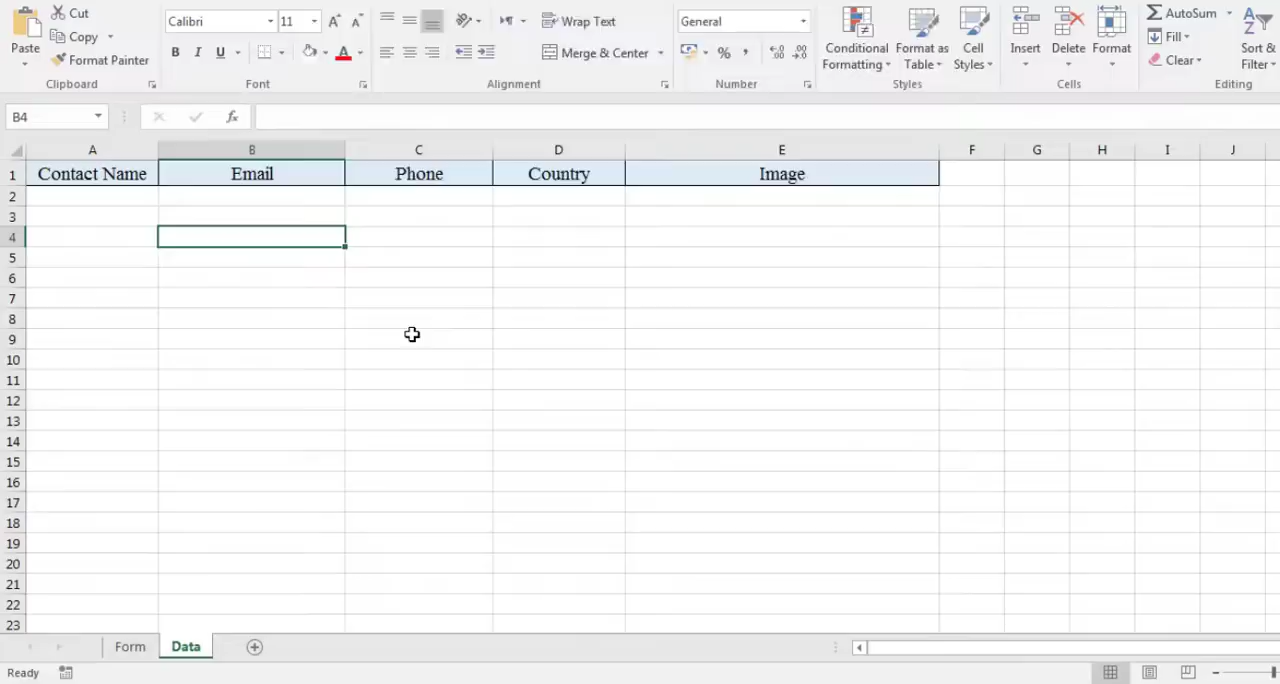 Cut
Calibri 11 A A Wrap Text General AutoSum
Paste Copy Conditional Format as Cell Insert Delete Format Fill Sort &
Format Painter B I U A Merge & Center % , Formatting Table Styles Clear Filter
Clipboard Font Alignment Number Styles Cells Editing
B4 fx
A B C D E F G H I J
1 Contact Name Email Phone Country Image
2
3
4
5
6
7
8
9
10
11
12
13
14
15
16
17
18
19
20
21
22
23
Form Data
Ready